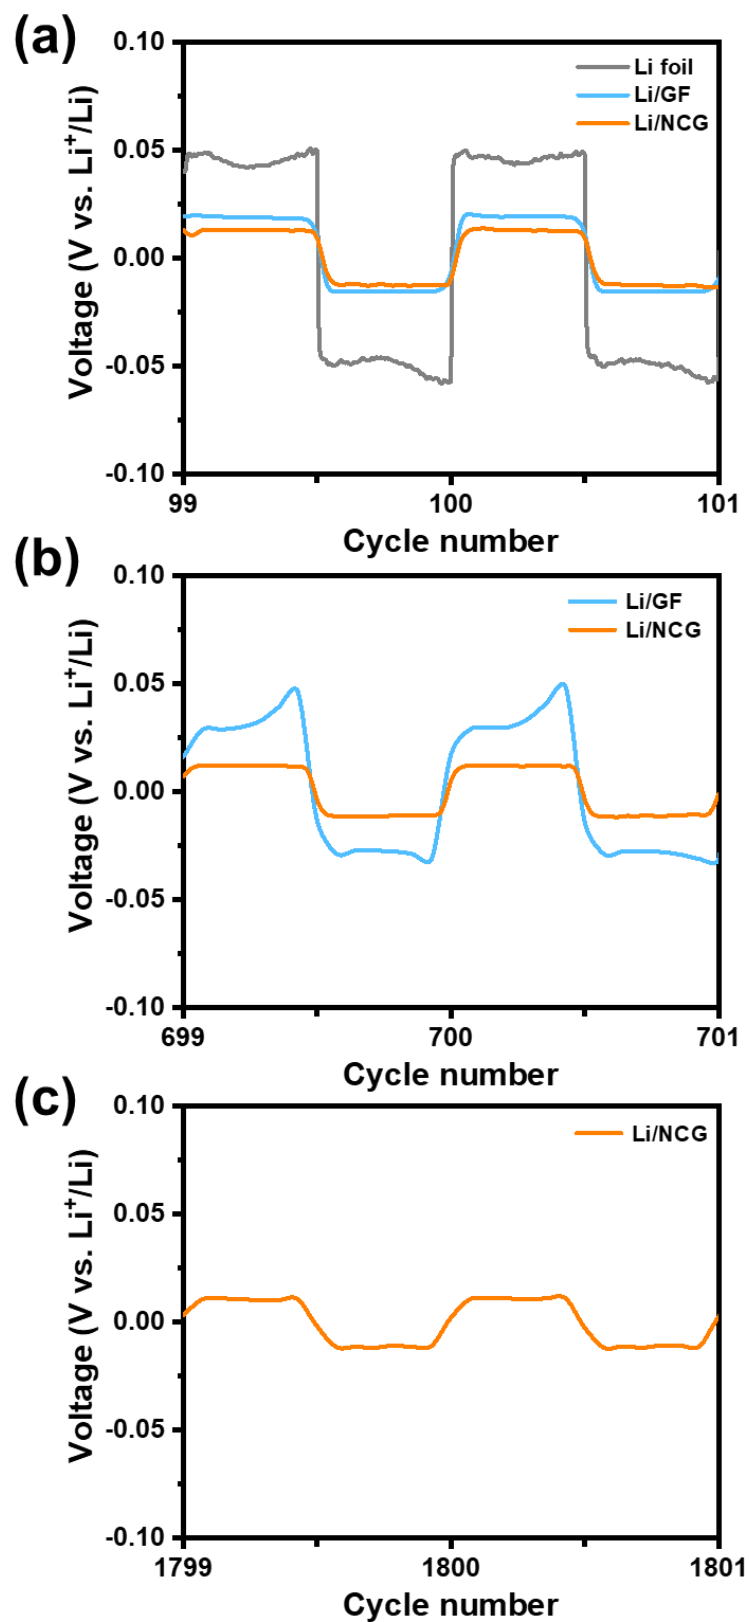 (a)
0.10
0.05
0.00
-0.05
-0.10
Voltage (V vs. Li⁺/Li)
Li foil
Li/GF
Li/NCG
99
100
101
Cycle number
(b)
0.10
0.05
0.00
-0.05
-0.10
Voltage (V vs. Li⁺/Li)
Li/GF
Li/NCG
699
700
701
Cycle number
(c)
0.10
0.05
0.00
-0.05
-0.10
Voltage (V vs. Li⁺/Li)
Li/NCG
1799
1800
1801
Cycle number